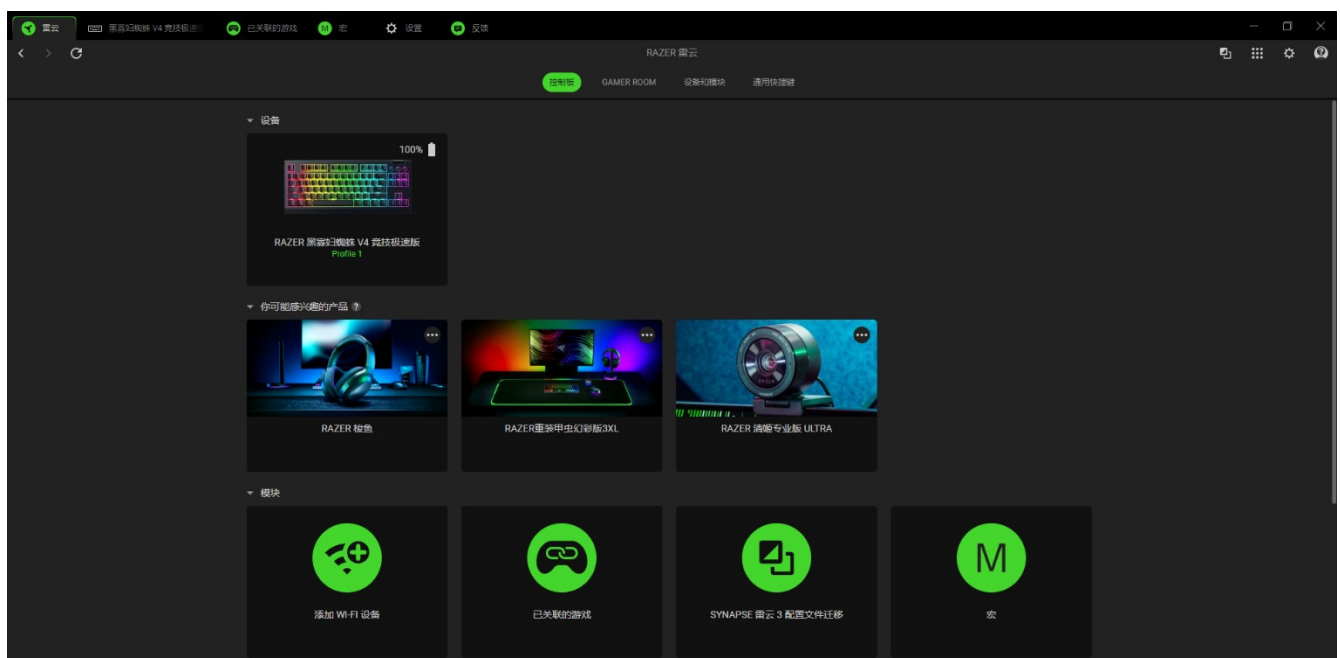 雷云
黑寡妇蜘蛛 V4 竞技极速
已关联的游戏
M 宏
设置
反馈
RAZER 雷云
控制板
GAMER ROOM
设备和模块
通用快捷键
设备
100%
RAZER 黑寡妇蜘蛛 V4 竞技极速版
Profile 1
你可能感兴趣的产品 ?
RAZER 梭鱼
RAZER重装甲虫幻彩版3XL
RAZER 清姬专业版 ULTRA
模块
M
添加 WI-FI 设备
已关联的游戏
SYNAPSE 雷云 3 配置文件迁移
宏